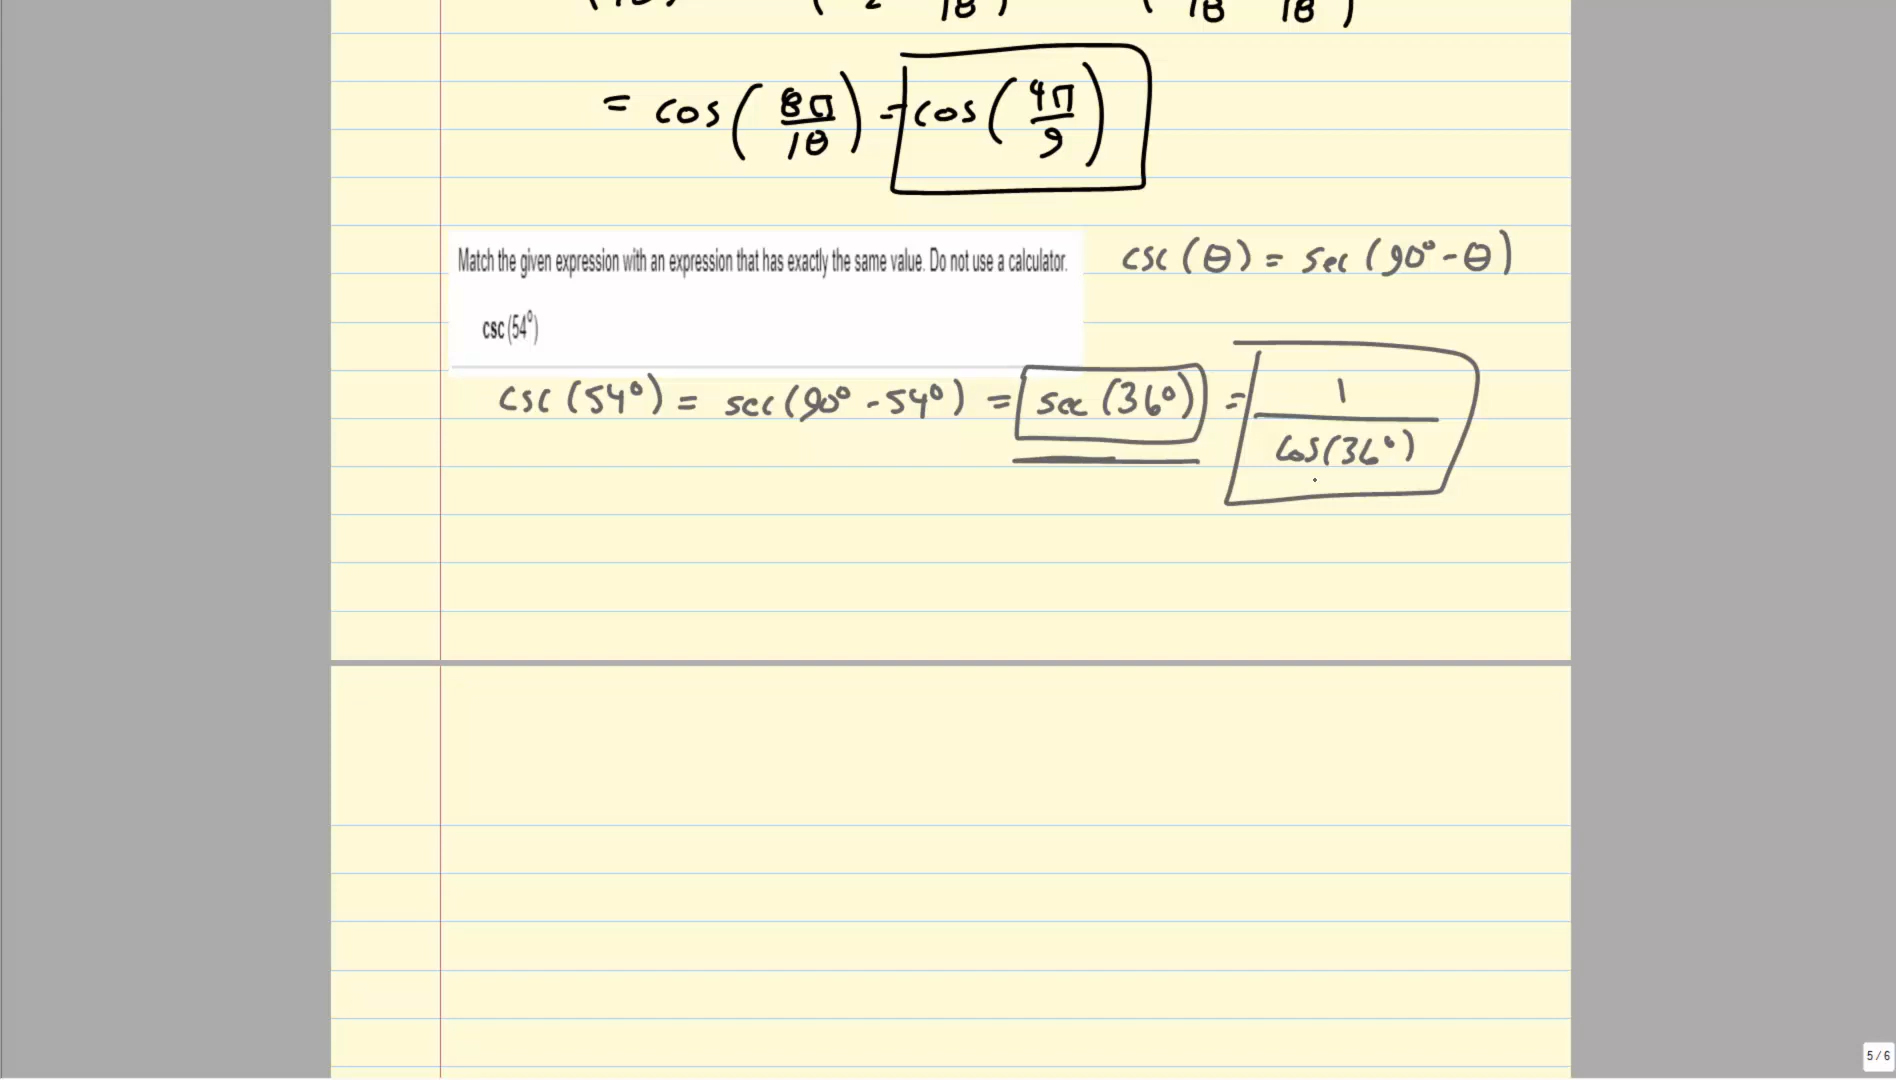 = cos(8π/18) = cos(4π/9)
Match the given expression with an expression that has exactly the same value. Do not use a calculator.
csc(θ) = sec(90° - θ)
csc (54°)
csc(54°) = sec(90° - 54°) = sec(36°) = 1/cos(36°)
5 / 6